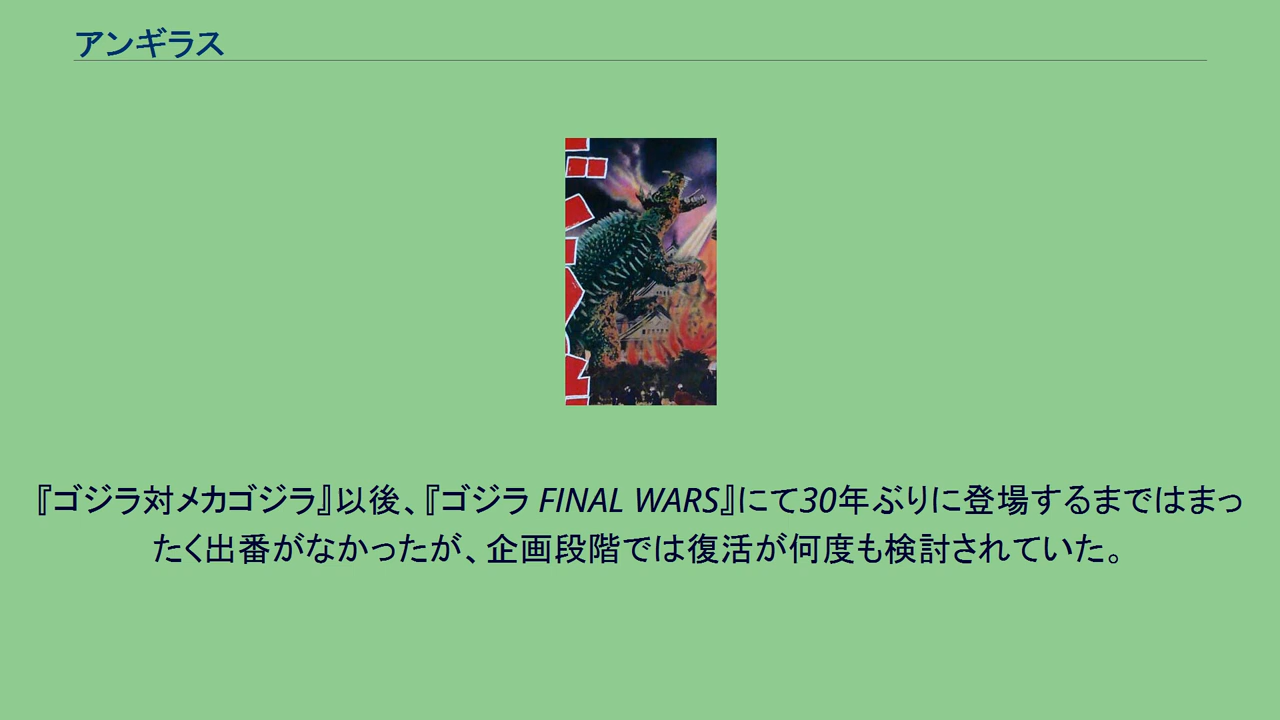 アンギラス
『ゴジラ対メカゴジラ』以後、『ゴジラ FINAL WARS』にて30年ぶりに登場するまではまっ
たく出番がなかったが、企画段階では復活が何度も検討されていた。